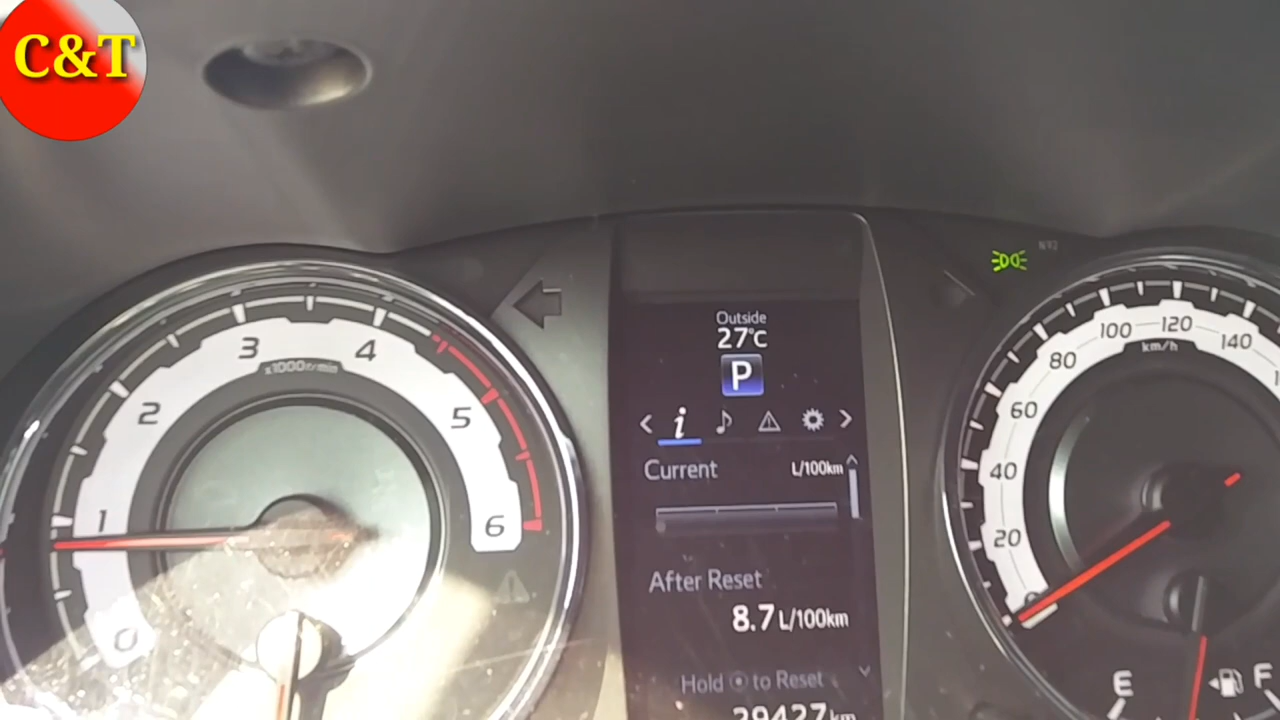 C&T
Outside
27°C
P
i
Current L/100km
After Reset
8.7 L/100km
Hold to Reset
29427 km
0
1
2
3
4
5
6
x1000r/min
0
20
40
60
80
100
120
140
km/h
E
F